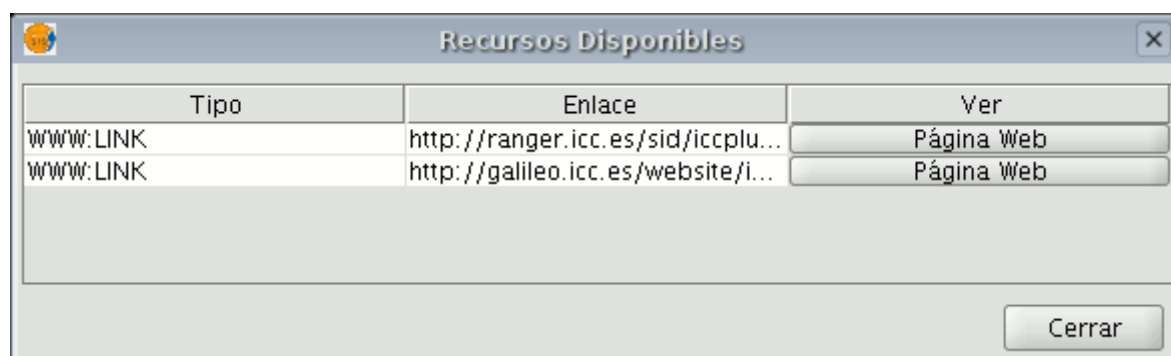 Recursos Disponibles
Tipo Enlace Ver
WWW:LINK http://ranger.icc.es/sid/iccplu... Página Web
WWW:LINK http://galileo.icc.es/website/i... Página Web
Cerrar